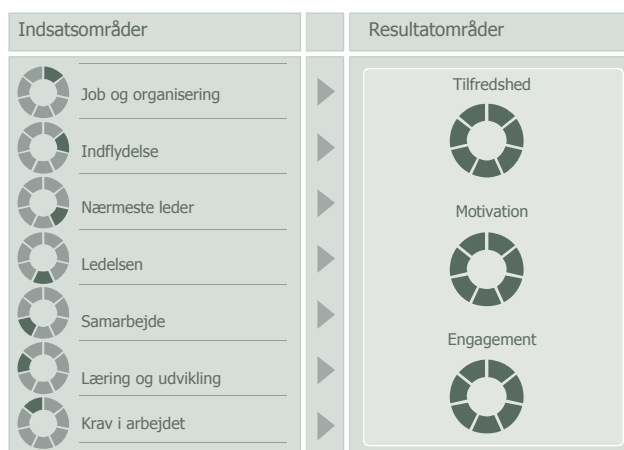 Indsatsområder
Resultatområder
Job og organisering
Indflydelse
Nærmeste leder
Ledelsen
Samarbejde
Læring og udvikling
Krav i arbejdet
Tilfredshed
Motivation
Engagement